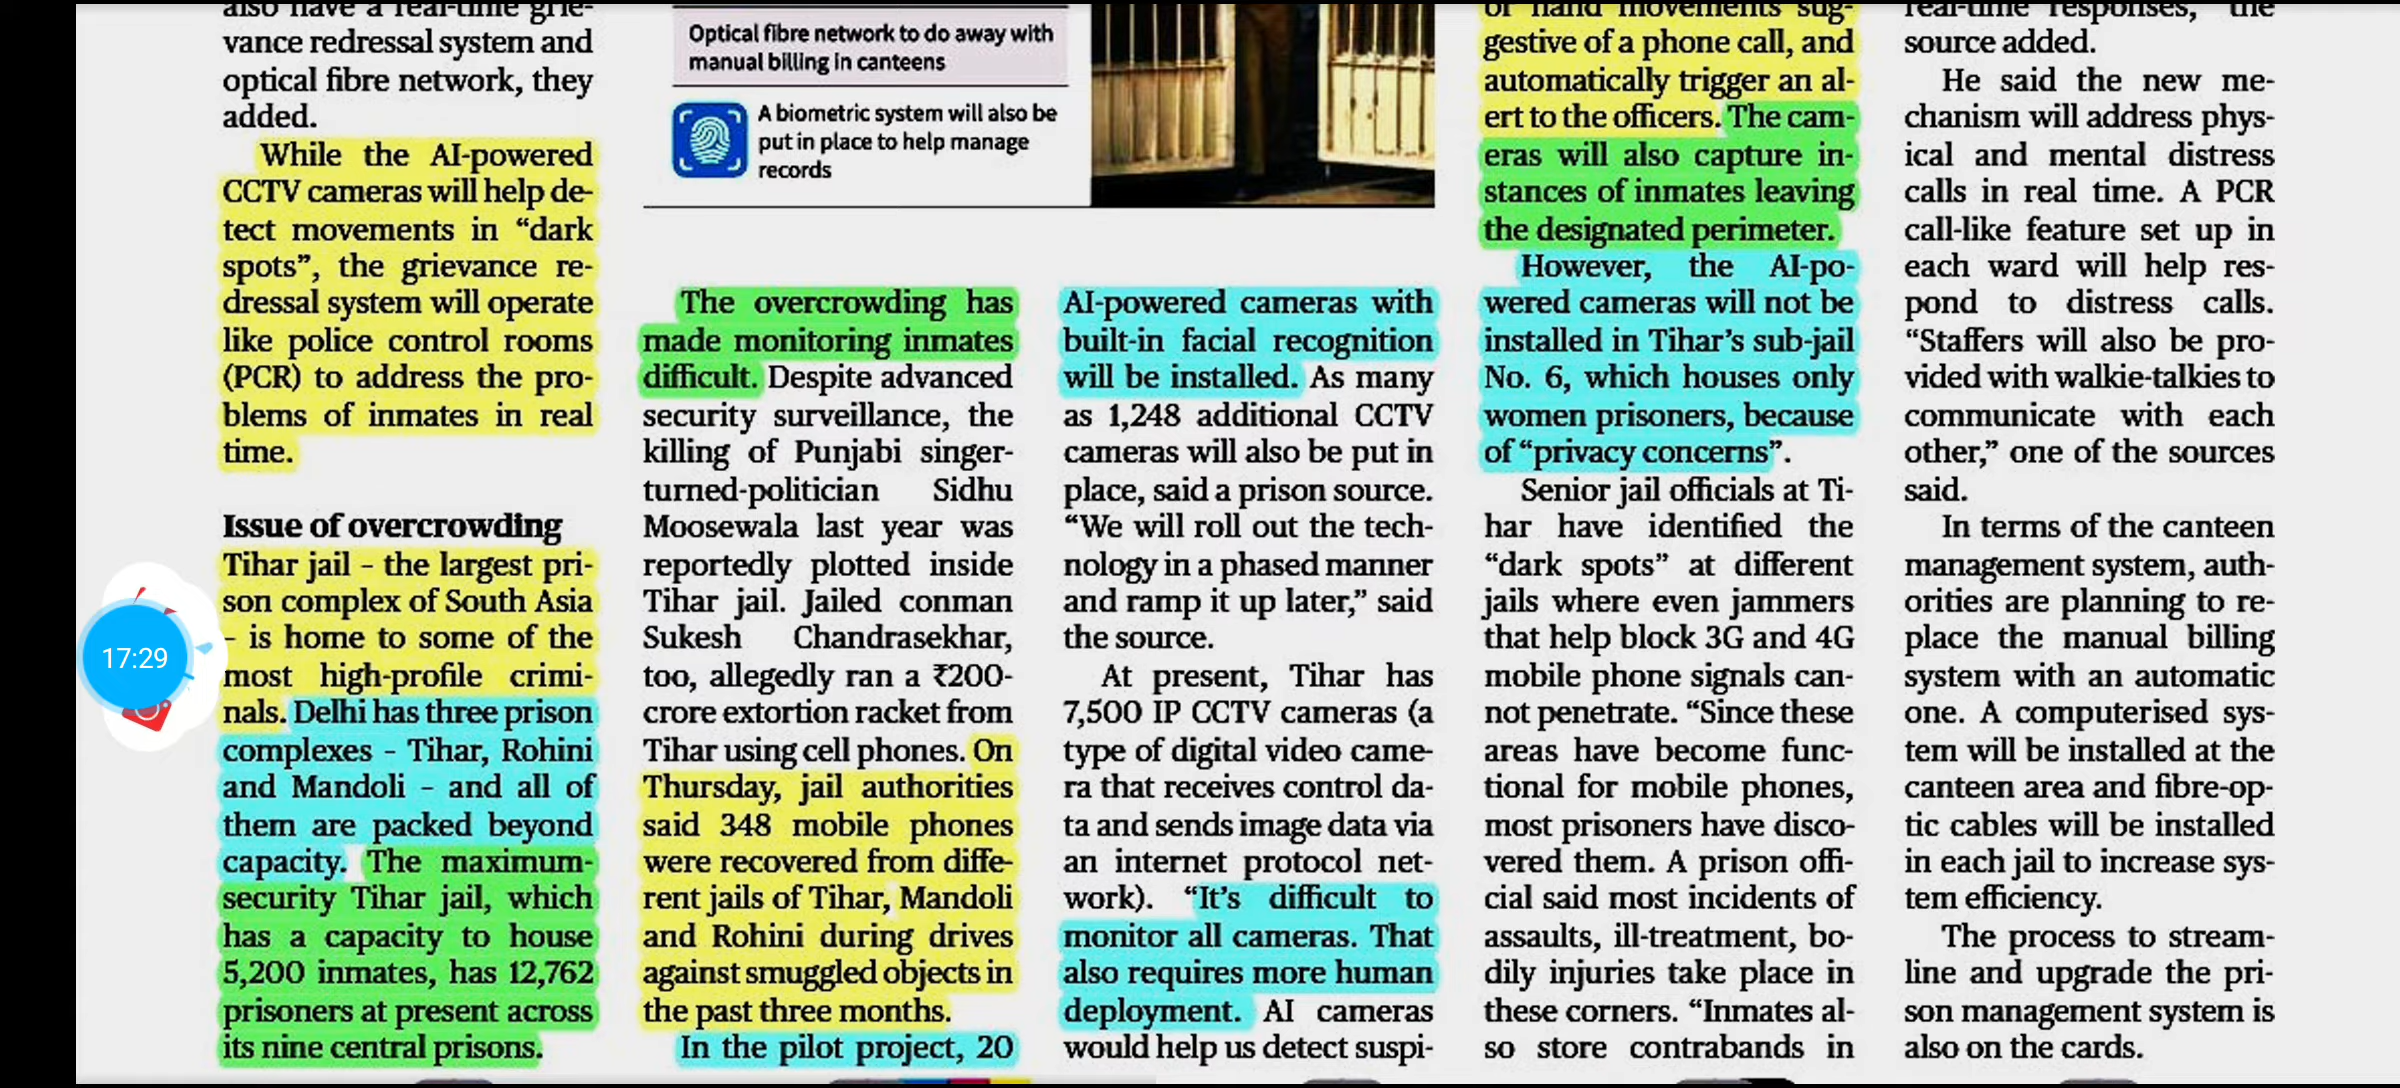 also have a real-time grie-
vance redressal system and
optical fibre network, they
added.
While the AI-powered
CCTV cameras will help de-
tect movements in “dark
spots”, the grievance re-
dressal system will operate
like police control rooms
(PCR) to address the pro-
blems of inmates in real
time.
Issue of overcrowding
Tihar jail – the largest pri-
son complex of South Asia
– is home to some of the
most high-profile crimi-
nals. Delhi has three prison
complexes – Tihar, Rohini
and Mandoli – and all of
them are packed beyond
capacity. The maximum-
security Tihar jail, which
has a capacity to house
5,200 inmates, has 12,762
prisoners at present across
its nine central prisons.
17:29
Optical fibre network to do away with
manual billing in canteens
A biometric system will also be
put in place to help manage
records
The overcrowding has
made monitoring inmates
difficult. Despite advanced
security surveillance, the
killing of Punjabi singer-
turned-politician Sidhu
Moosewala last year was
reportedly plotted inside
Tihar jail. Jailed conman
Sukesh Chandrasekhar,
too, allegedly ran a ₹200-
crore extortion racket from
Tihar using cell phones. On
Thursday, jail authorities
said 348 mobile phones
were recovered from diffe-
rent jails of Tihar, Mandoli
and Rohini during drives
against smuggled objects in
the past three months.
In the pilot project, 20
AI-powered cameras with
built-in facial recognition
will be installed. As many
as 1,248 additional CCTV
cameras will also be put in
place, said a prison source.
“We will roll out the tech-
nology in a phased manner
and ramp it up later,” said
the source.
At present, Tihar has
7,500 IP CCTV cameras (a
type of digital video came-
ra that receives control da-
ta and sends image data via
an internet protocol net-
work). “It’s difficult to
monitor all cameras. That
also requires more human
deployment. AI cameras
would help us detect suspi-
or hand movements sug-
gestive of a phone call, and
automatically trigger an al-
ert to the officers. The cam-
eras will also capture in-
stances of inmates leaving
the designated perimeter.
However, the AI-po-
wered cameras will not be
installed in Tihar’s sub-jail
No. 6, which houses only
women prisoners, because
of “privacy concerns”.
Senior jail officials at Ti-
har have identified the
“dark spots” at different
jails where even jammers
that help block 3G and 4G
mobile phone signals can-
not penetrate. “Since these
areas have become func-
tional for mobile phones,
most prisoners have disco-
vered them. A prison offi-
cial said most incidents of
assaults, ill-treatment, bo-
dily injuries take place in
these corners. “Inmates al-
so store contrabands in
real-time responses, the
source added.
He said the new me-
chanism will address phys-
ical and mental distress
calls in real time. A PCR
call-like feature set up in
each ward will help res-
pond to distress calls.
“Staffers will also be pro-
vided with walkie-talkies to
communicate with each
other,” one of the sources
said.
In terms of the canteen
management system, auth-
orities are planning to re-
place the manual billing
system with an automatic
one. A computerised sys-
tem will be installed at the
canteen area and fibre-op-
tic cables will be installed
in each jail to increase sys-
tem efficiency.
The process to stream-
line and upgrade the pri-
son management system is
also on the cards.